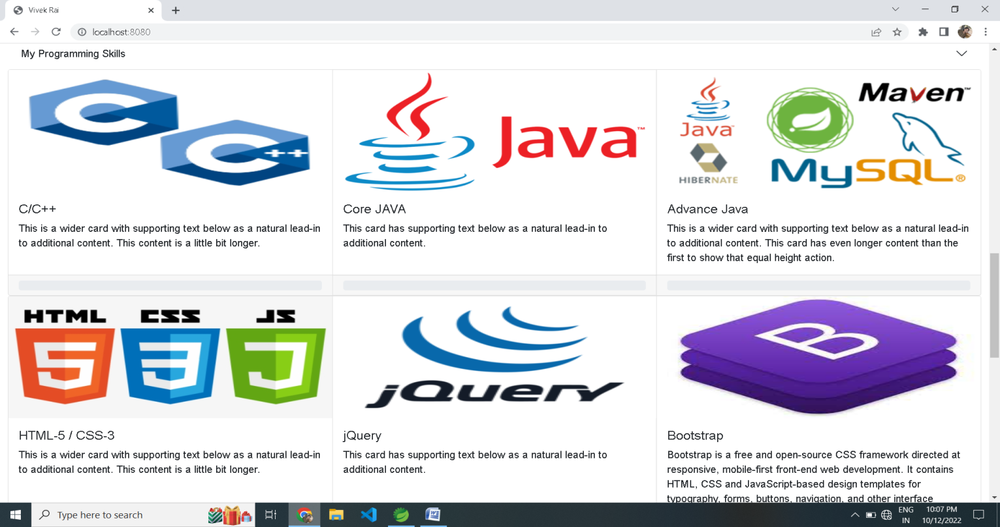 Vivek Rai
localhost:8080
My Programming Skills
C
C++
Java™
Java™
HIBERNATE
Maven™
MySQL®
C/C++
This is a wider card with supporting text below as a natural lead-in
to additional content. This content is a little bit longer.
Core JAVA
This card has supporting text below as a natural lead-in to
additional content.
Advance Java
This is a wider card with supporting text below as a natural lead-in
to additional content. This card has even longer content than the
first to show that equal height action.
HTML CSS JS
5 3 J
jQuery
B
HTML-5 / CSS-3
This is a wider card with supporting text below as a natural lead-in
to additional content. This content is a little bit longer.
jQuery
This card has supporting text below as a natural lead-in to
additional content.
Bootstrap
Bootstrap is a free and open-source CSS framework directed at
responsive, mobile-first front-end web development. It contains
HTML, CSS and JavaScript-based design templates for
typography, forms, buttons, navigation, and other interface
Type here to search
W
ENG
IN
10:07 PM
10/12/2022